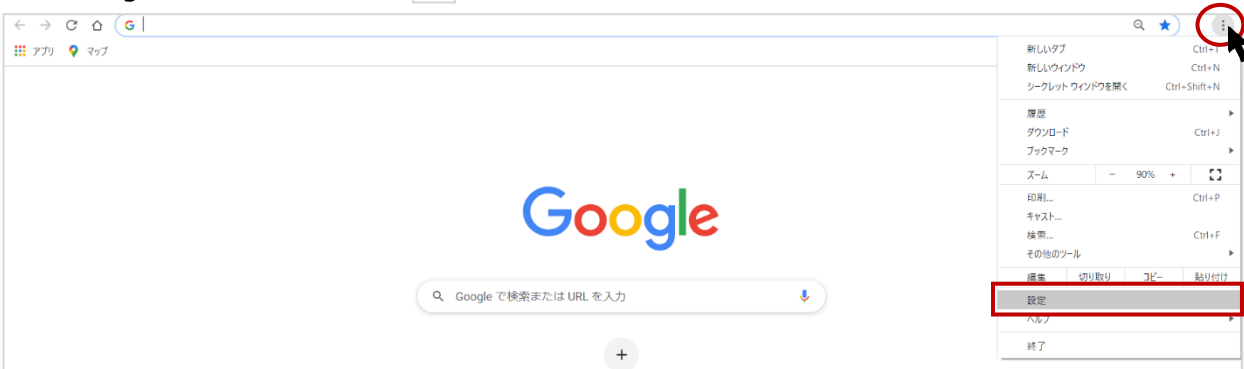 アプリ マップ
新しいタブ Ctrl+T
新しいウィンドウ Ctrl+N
シークレット ウィンドウを開く Ctrl+Shift+N
履歴
ダウンロード Ctrl+J
ブックマーク
ズーム − 90% +
印刷... Ctrl+P
キャスト...
検索... Ctrl+F
その他のツール
編集 切り取り コピー 貼り付け
設定
ヘルプ
終了
Google
Google で検索または URL を入力